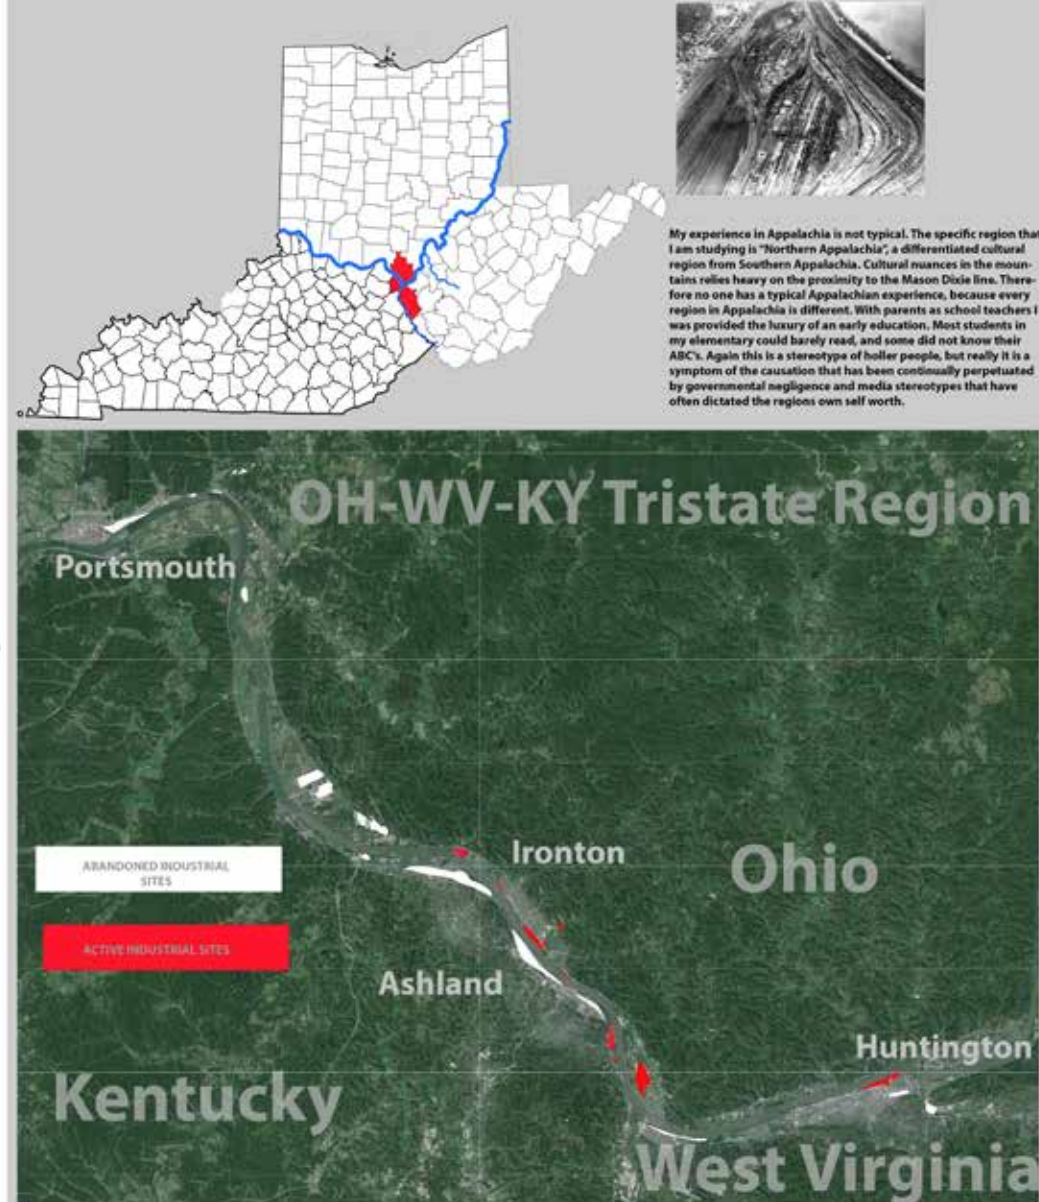 My experience in Appalachia is not typical. The specific region that
I am studying is "Northern Appalachia", a differentiated cultural
region from Southern Appalachia. Cultural nuances in the moun-
tains relies heavy on the proximity to the Mason Dixie line. There-
fore no one has a typical Appalachian experience, because every
region in Appalachia is different. With parents as school teachers I
was provided the luxury of an early education. Most students in
my elementary could barely read, and some did not know their
ABC's. Again this is a stereotype of holler people, but really it is a
symptom of the causation that has been continually perpetuated
by governmental negligence and media stereotypes that have
often dictated the regions own self worth.
OH-WV-KY Tristate Region
Portsmouth
Ironton
Ohio
ABANDONED INDUSTRIAL
SITES
ACTIVE INDUSTRIAL SITES
Ashland
Huntington
Kentucky
West Virginia